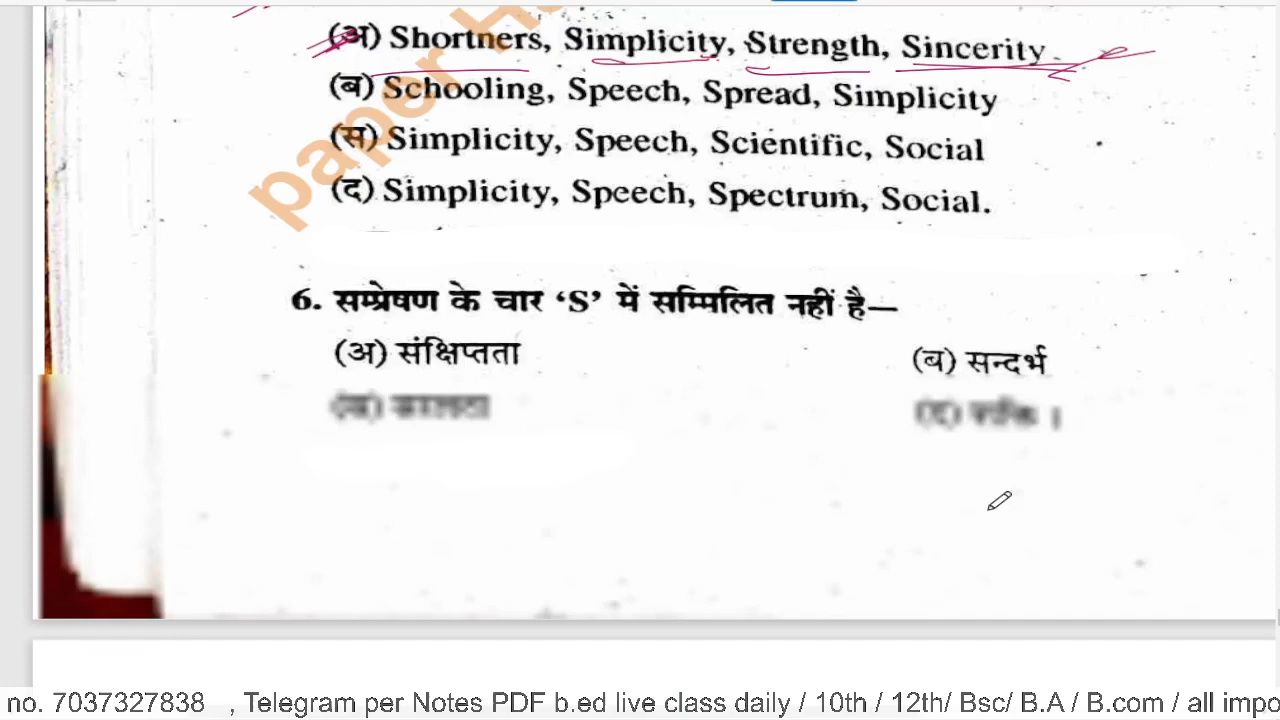 (अ) Shortners, Simplicity, Strength, Sincerity
(ब) Schooling, Speech, Spread, Simplicity
(स) Simplicity, Speech, Scientific, Social
(द) Simplicity, Speech, Spectrum, Social.
paper
6. सम्प्रेषण के चार ‘S’ में सम्मिलित नहीं है—
(अ) संक्षिप्तता (ब) सन्दर्भ
no. 7037327838 , Telegram per Notes PDF b.ed live class daily / 10th / 12th/ Bsc/ B.A / B.com / all impo